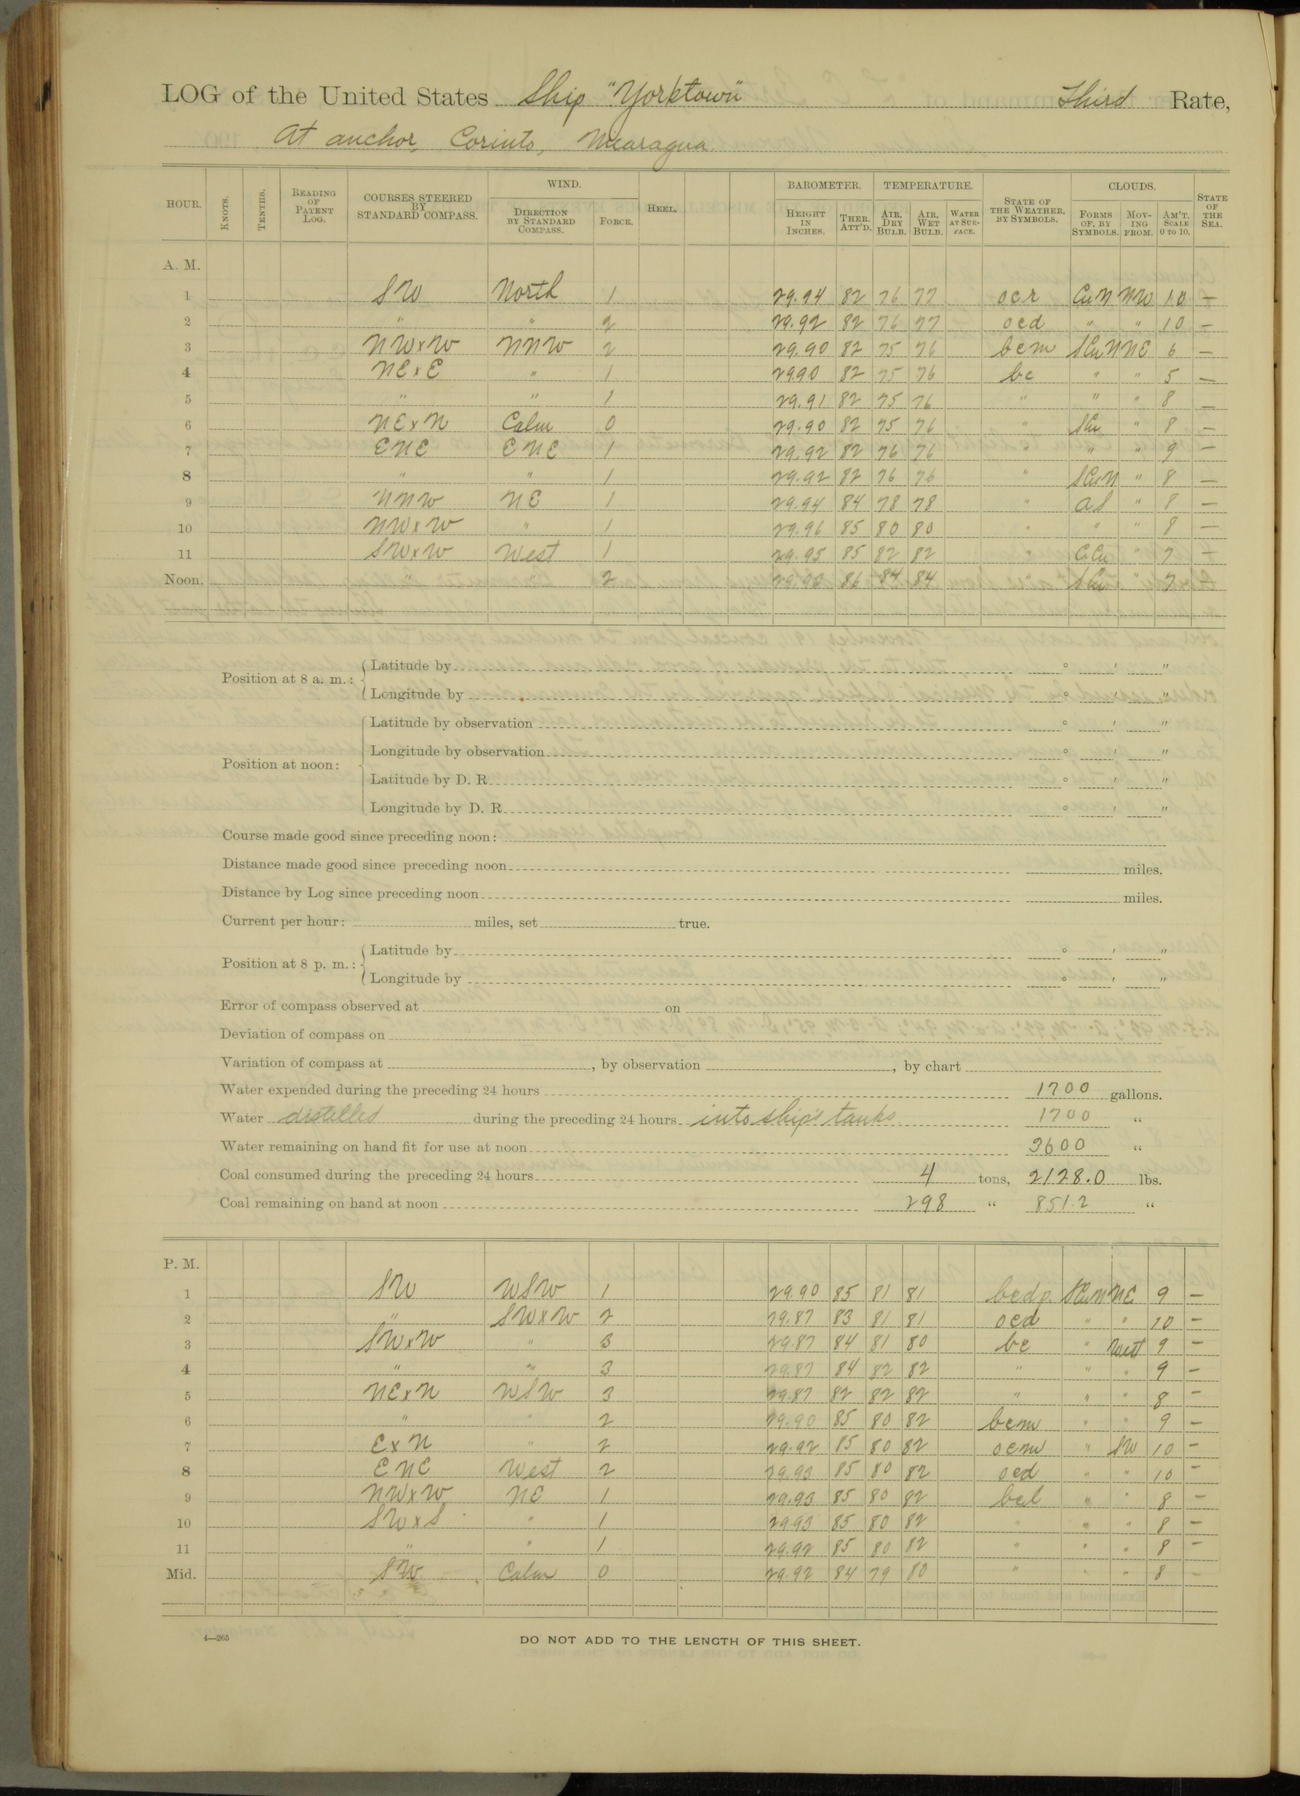 LOG of the United States Ship "Yorktown" Third Rate,
At anchor, Corinto, Nicaragua
HOUR. KNOTS. TENTHS. READING OF PATENT LOG. COURSES STEERED BY STANDARD COMPASS. WIND. DIRECTION BY STANDARD COMPASS. FORCE. HEEL. BAROMETER. HEIGHT IN INCHES. THER. ATT'D. TEMPERATURE. AIR, DRY BULB. AIR, WET BULB. WATER AT SURFACE. STATE OF THE WEATHER, BY SYMBOLS. CLOUDS. FORMS OF, BY SYMBOLS. MOVING FROM. AM'T, SCALE 0 TO 10. STATE OF THE SEA.
A. M.
1 SW North 1 29.94 82 76 77 ocr CuN NW 10 —
2 " " 2 29.92 82 76 77 ocd " " 10 —
3 NWxW NNW 2 29.90 82 75 76 bcm SCuN NE 6 —
4 NExE " 1 2990 82 75 76 bc " " 5 —
5 " " 1 29.91 82 75 76 " " " 8 —
6 NExN Calm 0 29.90 82 75 76 " SCu " 8 —
7 ENE ENE 1 29.92 82 76 76 " " " 9 —
8 " " 1 29.92 82 76 76 " SCuN " 8 —
9 NNW NE 1 29.94 84 78 78 " aS " 8 —
10 NWxW " 1 29.96 85 80 80 " " " 8 —
11 SWxW West 1 29.95 85 82 82 " CiCu " 7 —
Noon. " " 2 29.93 86 84 84 " SCu " 7
Position at 8 a. m.: Latitude by ° ' "
Longitude by ° ' "
Position at noon: Latitude by observation ° ' "
Longitude by observation ° ' "
Latitude by D. R. ° ' "
Longitude by D. R. ° ' "
Course made good since preceding noon:
Distance made good since preceding noon miles.
Distance by Log since preceding noon miles.
Current per hour: miles, set true.
Position at 8 p. m.: Latitude by ° ' "
Longitude by ° ' "
Error of compass observed at on
Deviation of compass on
Variation of compass at , by observation , by chart
Water expended during the preceding 24 hours 1700 gallons.
Water distilled during the preceding 24 hours into ship's tanks 1700 "
Water remaining on hand fit for use at noon 3600 "
Coal consumed during the preceding 24 hours 4 tons, 2128.0 lbs.
Coal remaining on hand at noon 298 " 851.2 "
P. M.
1 SW WSW 1 29.90 85 81 81 bcdp SCuN NE 9 —
2 " SWxW 2 29.87 83 81 81 ocd " " 10 —
3 SWxW " 3 29.87 84 81 80 bc " West 9 —
4 " " 3 29.87 84 82 82 " " " 9 —
5 NExN WSW 3 29.87 82 82 82 " " " 8 —
6 " " 2 29.90 85 80 82 bcm " " 9 —
7 ExN " 2 29.92 85 80 82 ocm " SW 10 —
8 ENE West 2 29.93 85 80 82 ocd " " 10 —
9 NWxW NE 1 29.93 85 80 82 bcl " " 8 —
10 SWxS " 1 29.93 85 80 82 " " " 8 —
11 " " 1 29.92 85 80 82 " " " 8 —
Mid. SW Calm 0 29.92 84 79 80 " " " 8 —
4—265
DO NOT ADD TO THE LENGTH OF THIS SHEET.